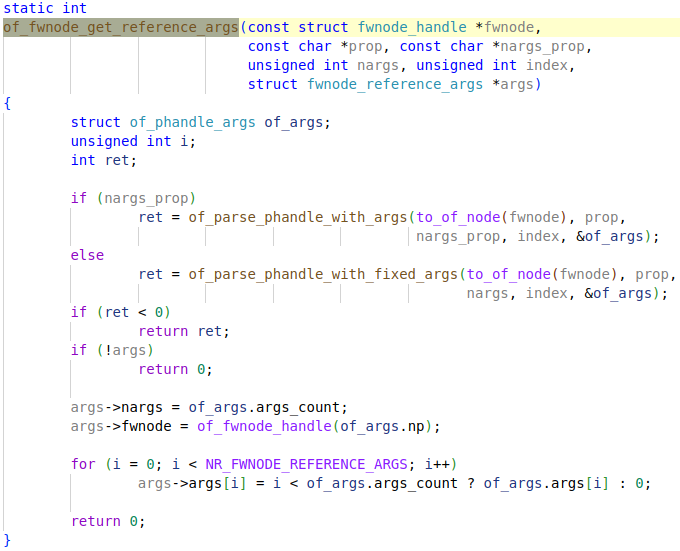 static int
of_fwnode_get_reference_args(const struct fwnode_handle *fwnode,
const char *prop, const char *nargs_prop,
unsigned int nargs, unsigned int index,
struct fwnode_reference_args *args)
{
struct of_phandle_args of_args;
unsigned int i;
int ret;
if (nargs_prop)
ret = of_parse_phandle_with_args(to_of_node(fwnode), prop,
nargs_prop, index, &of_args);
else
ret = of_parse_phandle_with_fixed_args(to_of_node(fwnode), prop,
nargs, index, &of_args);
if (ret < 0)
return ret;
if (!args)
return 0;
args->nargs = of_args.args_count;
args->fwnode = of_fwnode_handle(of_args.np);
for (i = 0; i < NR_FWNODE_REFERENCE_ARGS; i++)
args->args[i] = i < of_args.args_count ? of_args.args[i] : 0;
return 0;
}